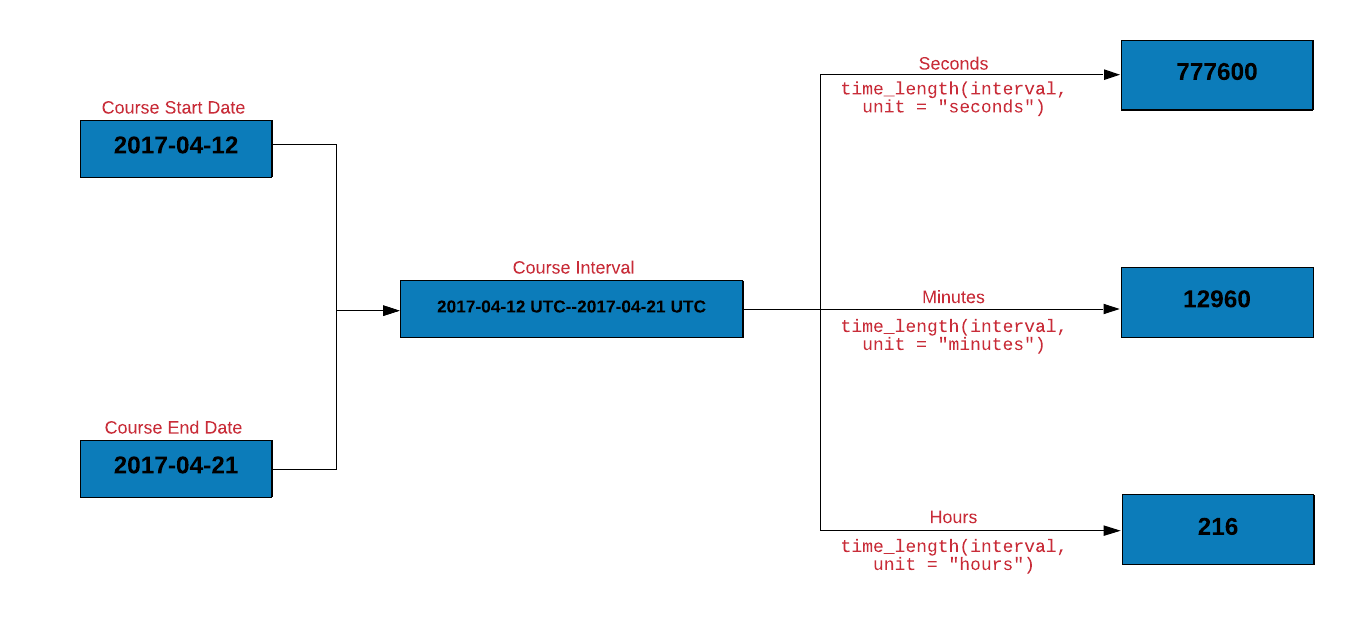 Course Start Date
2017-04-12
Course End Date
2017-04-21
Course Interval
2017-04-12 UTC--2017-04-21 UTC
Seconds
time_length(interval,
unit = "seconds")
777600
Minutes
time_length(interval,
unit = "minutes")
12960
Hours
time_length(interval,
unit = "hours")
216